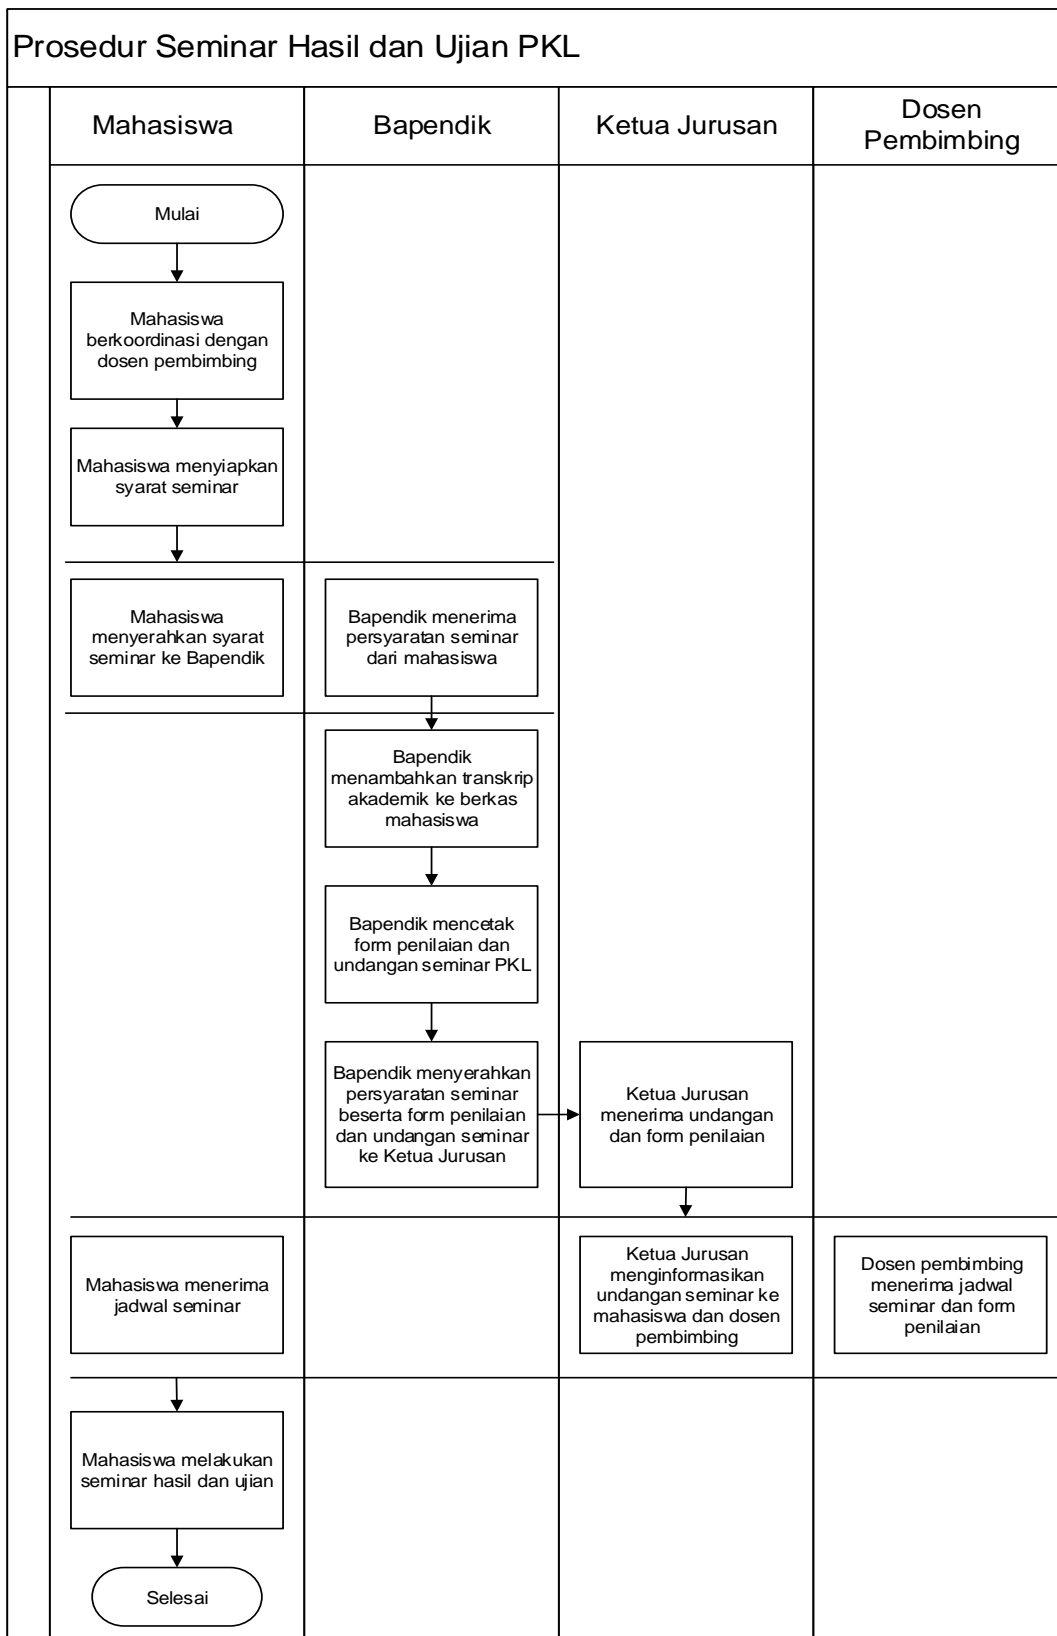 Prosedur Seminar Hasil dan Ujian PKL
Mahasiswa
Bapendik
Ketua Jurusan
Dosen
Pembimbing
Mulai
Mahasiswa
berkoordinasi dengan
dosen pembimbing
Mahasiswa menyiapkan
syarat seminar
Mahasiswa
menyerahkan syarat
seminar ke Bapendik
Bapendik menerima
persyaratan seminar
dari mahasiswa
Bapendik
menambahkan transkrip
akademik ke berkas
mahasiswa
Bapendik mencetak
form penilaian dan
undangan seminar PKL
Bapendik menyerahkan
persyaratan seminar
beserta form penilaian
dan undangan seminar
ke Ketua Jurusan
Ketua Jurusan
menerima undangan
dan form penilaian
Mahasiswa menerima
jadwal seminar
Ketua Jurusan
menginformasikan
undangan seminar ke
mahasiswa dan dosen
pembimbing
Dosen pembimbing
menerima jadwal
seminar dan form
penilaian
Mahasiswa melakukan
seminar hasil dan ujian
Selesai